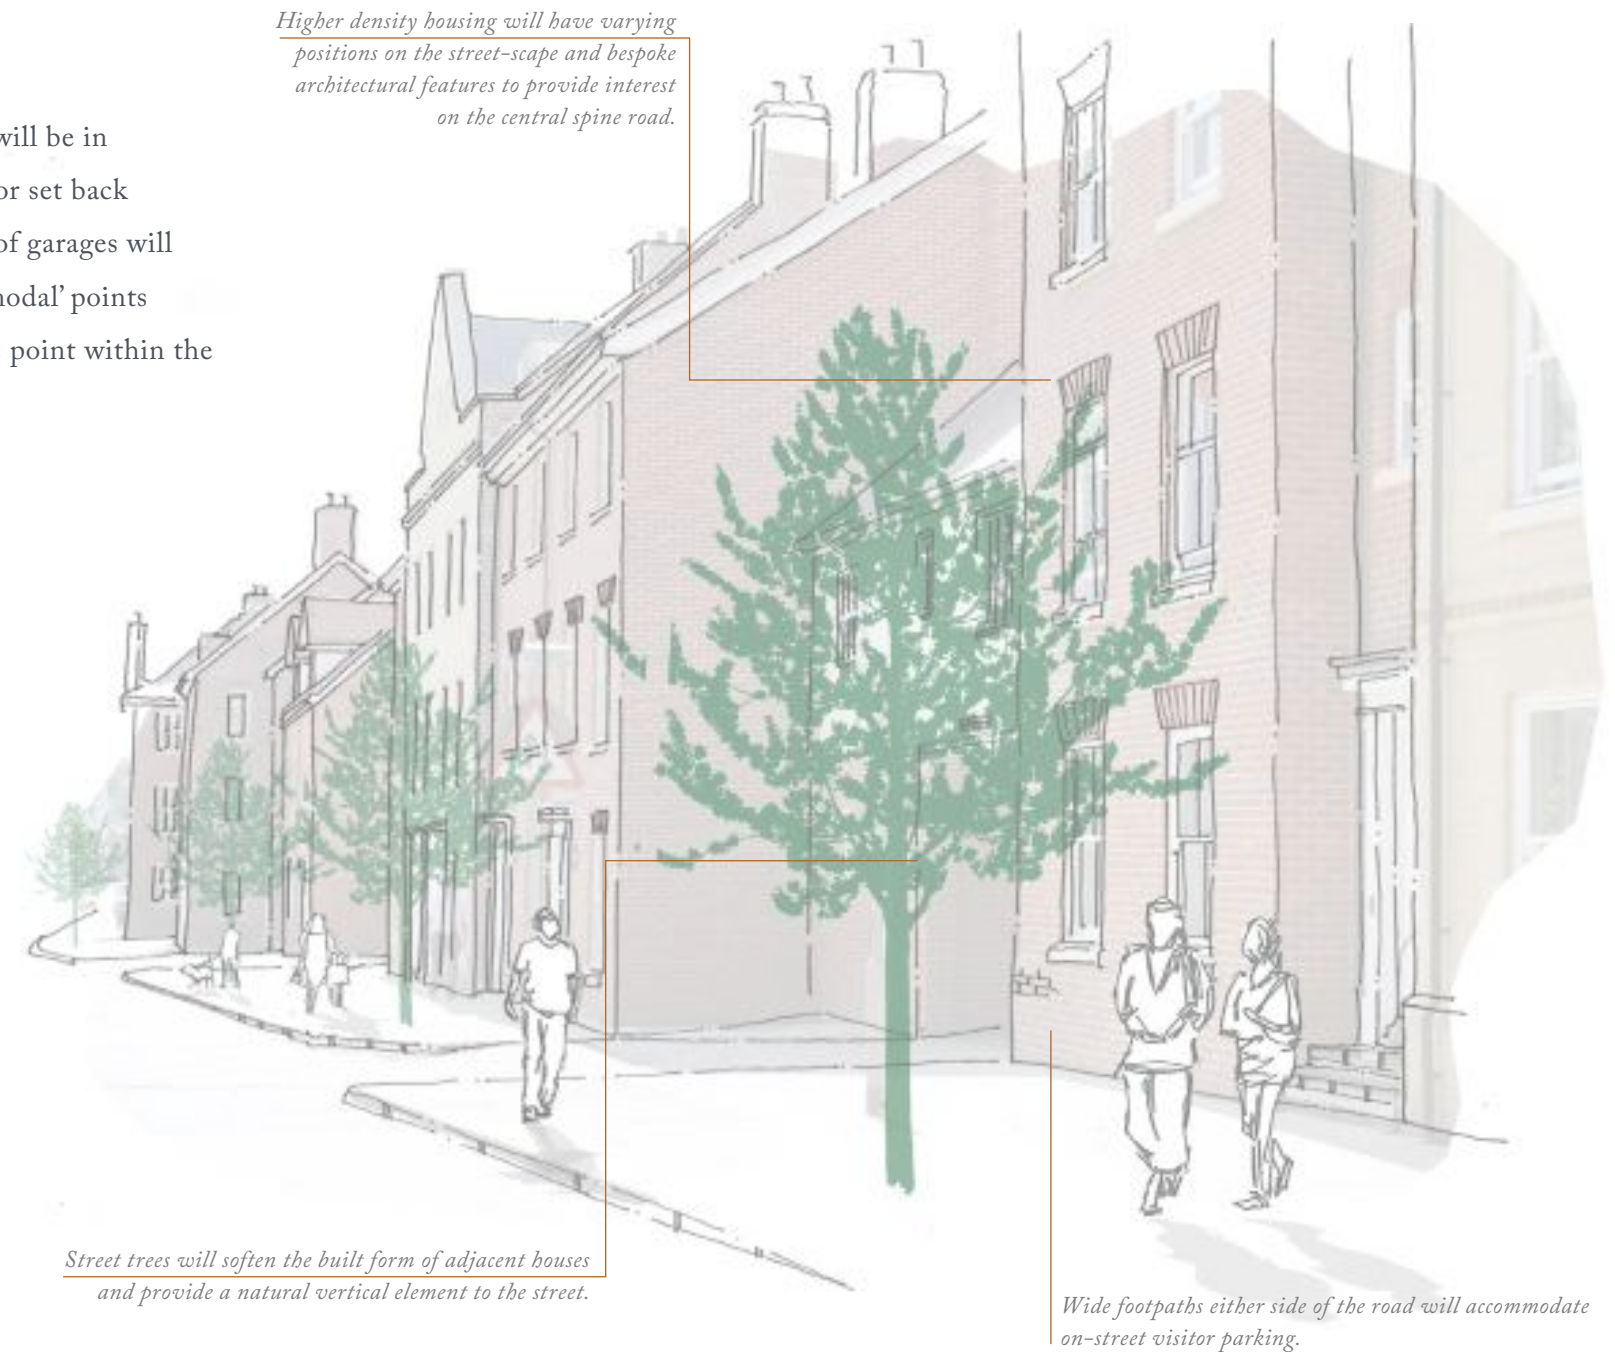 Higher density housing will have varying
positions on the street-scape and bespoke
architectural features to provide interest
on the central spine road.
will be in
or set back
of garages will
nodal’ points
point within the
Street trees will soften the built form of adjacent houses
and provide a natural vertical element to the street.
Wide footpaths either side of the road will accommodate
on-street visitor parking.